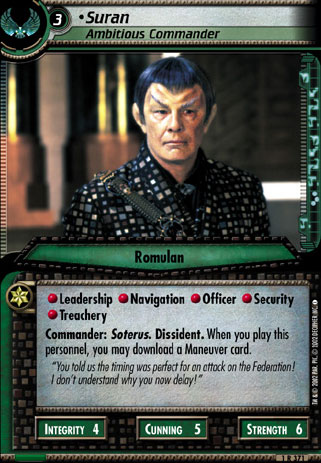 3 •Suran
Ambitious Commander
Romulan
Leadership Navigation Officer Security
Treachery
Commander: Soterus. Dissident. When you play this
personnel, you may download a Maneuver card.
"You told us the timing was perfect for an attack on the Federation!
I don't understand why you now delay!"
INTEGRITY 4 CUNNING 5 STRENGTH 6
1 R 371